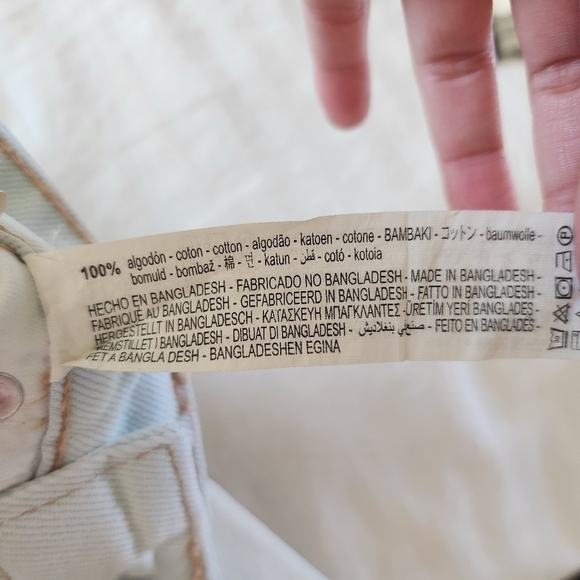 100% algodón - coton - cotton - algodão - katoen - cotone - BAMBAKI - コットン - baumwolle -
bomuld - bombaž - 棉 - 면 - katun - قطن - cotó - kotoia
HECHO EN BANGLADESH - FABRICADO NO BANGLADESH - MADE IN BANGLADESH -
FABRIQUE AU BANGLADESH - GEFABRICEERD IN BANGLADESH - FATTO IN BANGLADESH -
HERGESTELLT IN BANGLADESCH - ΚΑΤΑΣΚΕΥΗ ΜΠΑΓΚΛΑΝΤΕΣ - ÜRETİM YERI BANGLADES -
FREMSTILLET I BANGLADESH - DIBUAT DI BANGLADESH - صنع في بنغلاديش - FEITO EN BANGLADES -
FET A BANGLA DESH - BANGLADESHEN EGINA